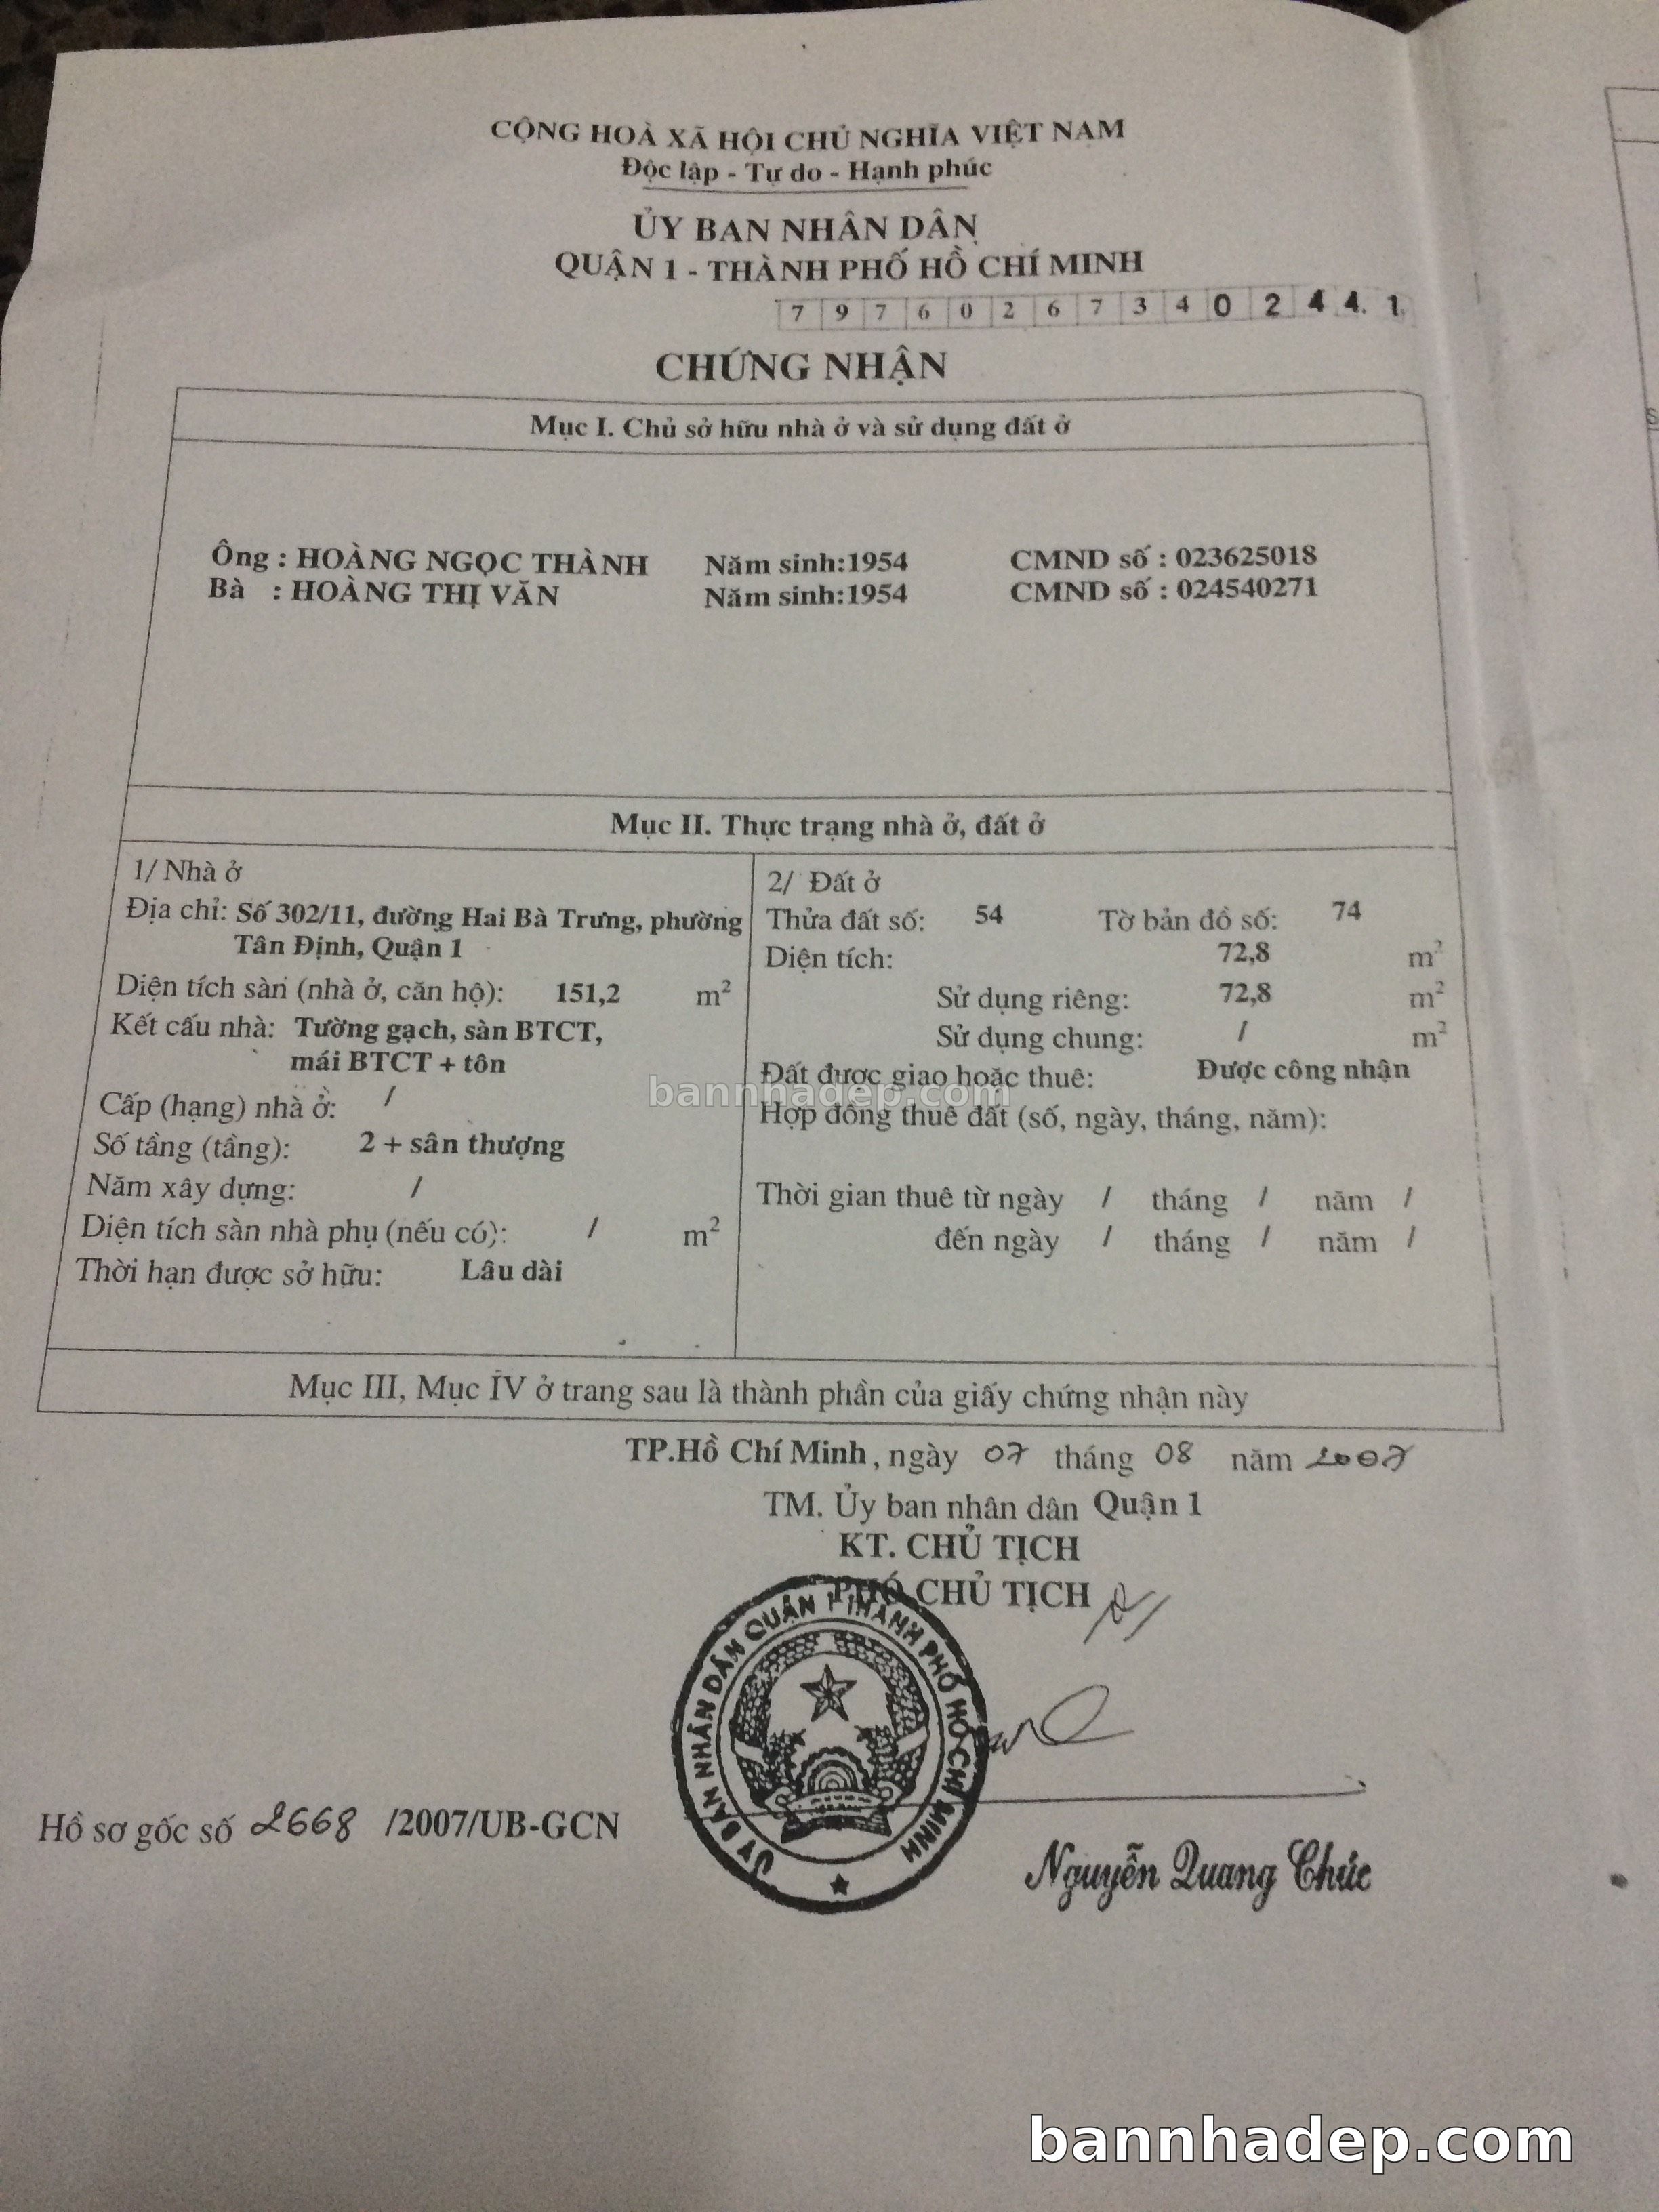 CỘNG HOÀ XÃ HỘI CHỦ NGHĨA VIỆT NAM
Độc lập - Tự do - Hạnh phúc
ỦY BAN NHÂN DÂN
QUẬN 1 - THÀNH PHỐ HỒ CHÍ MINH
7 9 7 6 0 2 6 7 3 4 0 2 4 4. 1
CHỨNG NHẬN
Mục I. Chủ sở hữu nhà ở và sử dụng đất ở
Ông : HOÀNG NGỌC THÀNH Năm sinh:1954 CMND số : 023625018
Bà : HOÀNG THỊ VĂN Năm sinh:1954 CMND số : 024540271
Mục II. Thực trạng nhà ở, đất ở
1/ Nhà ở
Địa chỉ: Số 302/11, đường Hai Bà Trưng, phường
Tân Định, Quận 1
Diện tích sàn (nhà ở, căn hộ): 151,2 m²
Kết cấu nhà: Tường gạch, sàn BTCT,
mái BTCT + tôn
Cấp (hạng) nhà ở: /
Số tầng (tầng): 2 + sân thượng
Năm xây dựng: /
Diện tích sàn nhà phụ (nếu có): / m²
Thời hạn được sở hữu: Lâu dài
2/ Đất ở
Thửa đất số: 54 Tờ bản đồ số: 74
Diện tích: 72,8 m²
Sử dụng riêng: 72,8 m²
Sử dụng chung: / m²
Đất được giao hoặc thuê: Được công nhận
Hợp đồng thuê đất (số, ngày, tháng, năm):
Thời gian thuê từ ngày / tháng / năm /
đến ngày / tháng / năm /
bannhadep.com
Mục III, Mục IV ở trang sau là thành phần của giấy chứng nhận này
TP.Hồ Chí Minh, ngày 07 tháng 08 năm 2007
TM. Ủy ban nhân dân Quận 1
KT. CHỦ TỊCH
PHÓ CHỦ TỊCH
ỦY BAN NHÂN DÂN QUẬN 1 THÀNH PHỐ HỒ CHÍ MINH
Hồ sơ gốc số 2668 /2007/UB-GCN
Nguyễn Quang Chúc
bannhadep.com